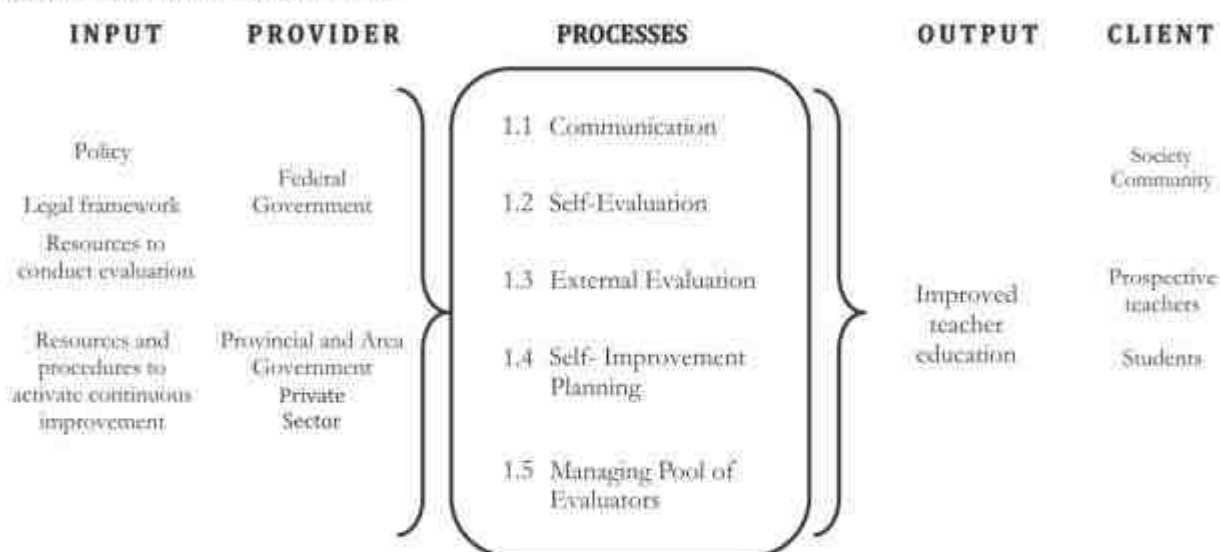 INPUT
PROVIDER
PROCESSES
OUTPUT
CLIENT
Policy
Legal framework
Resources to
conduct evaluation
Resources and
procedures to
activate continuous
improvement
Federal
Government
Provincial and Area
Government
Private
Sector
1.1 Communication
1.2 Self-Evaluation
1.3 External Evaluation
1.4 Self- Improvement
Planning
1.5 Managing Pool of
Evaluators
Improved
teacher
education
Society
Community
Prospective
teachers
Students